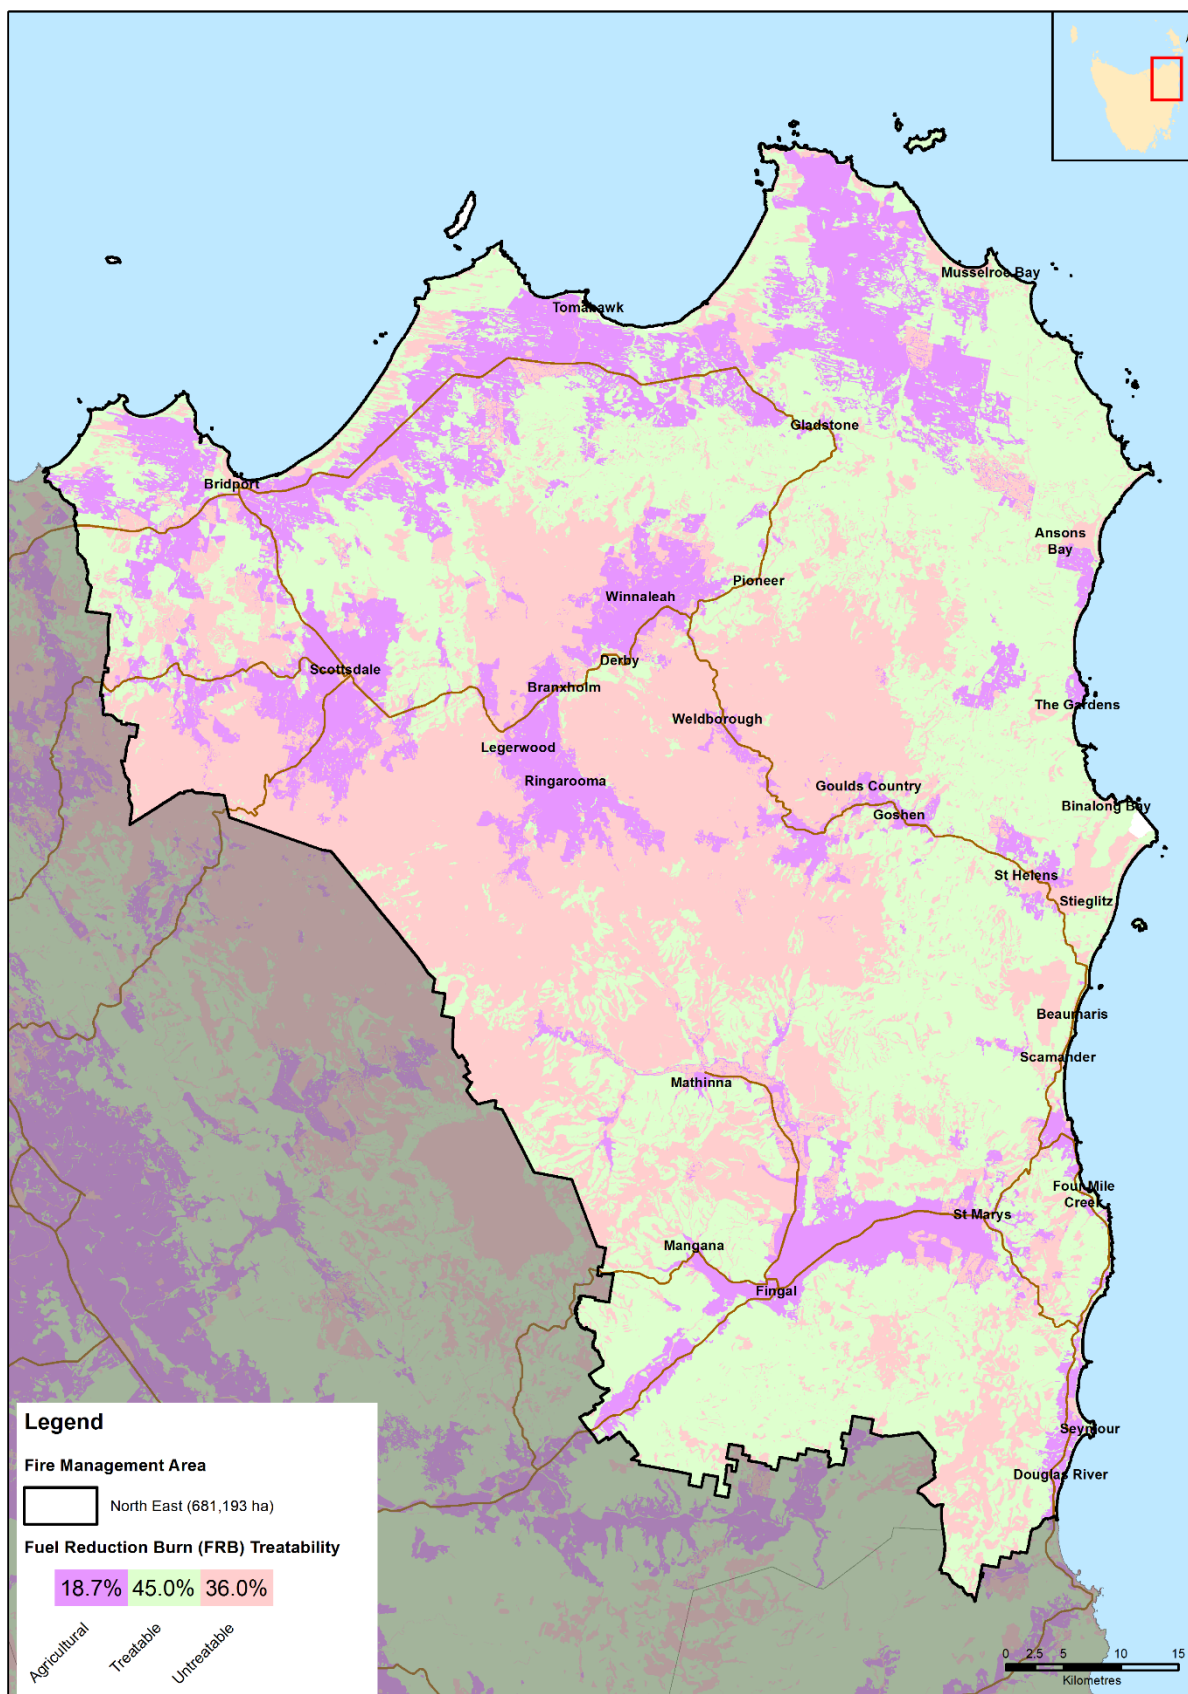 Musselroe Bay
Tomahawk
Gladstone
Bridport
Ansons
Bay
Pioneer
Winnaleah
Derby
Scottsdale
Branxholm
The Gardens
Weldborough
Legerwood
Ringarooma
Goulds Country
Binalong Bay
Goshen
St Helens
Stieglitz
Beaumaris
Scamander
Mathinna
Four Mile
Creek
St Marys
Mangana
Fingal
Seymour
Douglas River
Legend
Fire Management Area
North East (681,193 ha)
Fuel Reduction Burn (FRB) Treatability
18.7% 45.0% 36.0%
Agricultural Treatable Untreatable
0 2.5 5 10 15
Kilometres